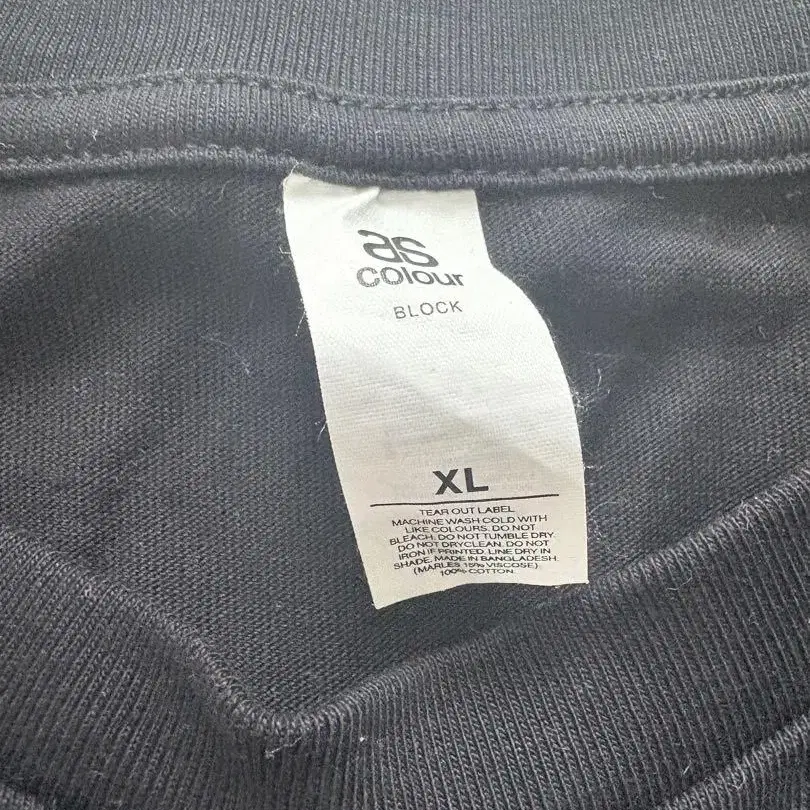 as
colour
BLOCK
XL
TEAR OUT LABEL
MACHINE WASH COLD WITH
LIKE COLOURS. DO NOT
BLEACH. DO NOT TUMBLE DRY.
DO NOT DRYCLEAN. DO NOT
IRON IF PRINTED. LINE DRY IN
SHADE. MADE IN BANGLADESH.
(MARLES 15% VISCOSE)
100% COTTON